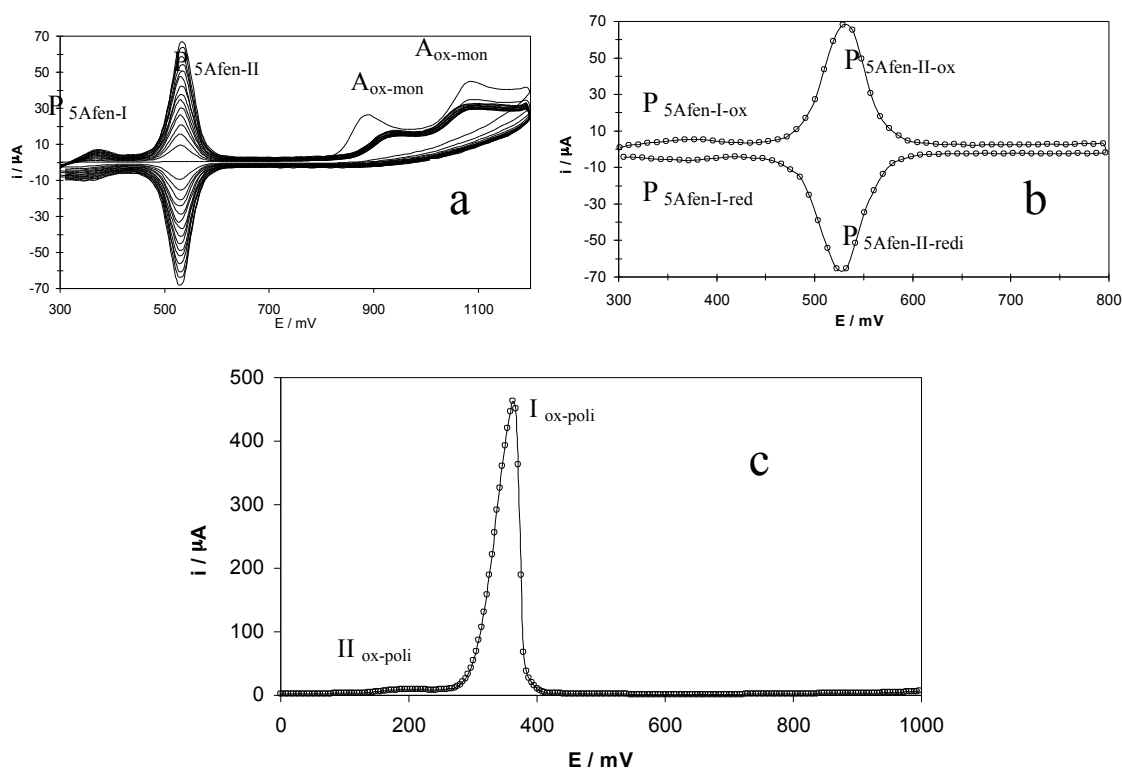 70
50
30
10
-10
-30
-50
-70
i / µA
P 5Afen-I
P 5Afen-II
A ox-mon
A ox-mon
a
300 500 700 900 1100
E / mV
70
50
30
10
-10
-30
-50
-70
i / µA
P 5Afen-I-ox
P 5Afen-II-ox
P 5Afen-I-red
P 5Afen-II-redi
b
300 400 500 600 700 800
E / mV
500
400
300
200
100
0
i / µA
I ox-poli
II ox-poli
c
0 200 400 600 800 1000
E / mV